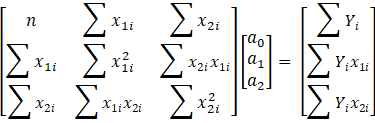 n ∑x₁ᵢ ∑x₂ᵢ
∑x₁ᵢ ∑x₁ᵢ² ∑x₂ᵢx₁ᵢ
∑x₂ᵢ ∑x₁ᵢx₂ᵢ ∑x₂ᵢ²
a₀
a₁
a₂
=
∑Yᵢ
∑Yᵢx₁ᵢ
∑Yᵢx₂ᵢ